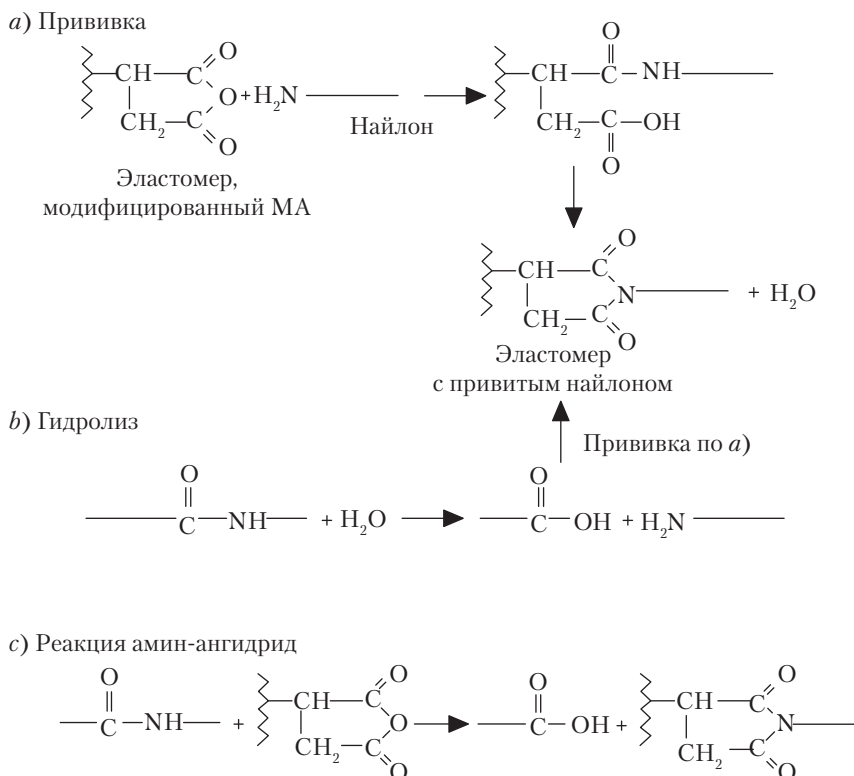 a) Прививка
O
CH C
O + H₂N
CH₂ C
O
Найлон
Эластомер,
модифицированный МА
O
CH C NH
CH₂ C OH
O
O
CH C
N + H₂O
CH₂ C
O
Эластомер
с привитым найлоном
b) Гидролиз
Прививка по a)
O O
C NH + H₂O C OH + H₂N
c) Реакция амин-ангидрид
O O O O
C NH + CH C O C OH + CH C N
CH₂ C CH₂ C
O O